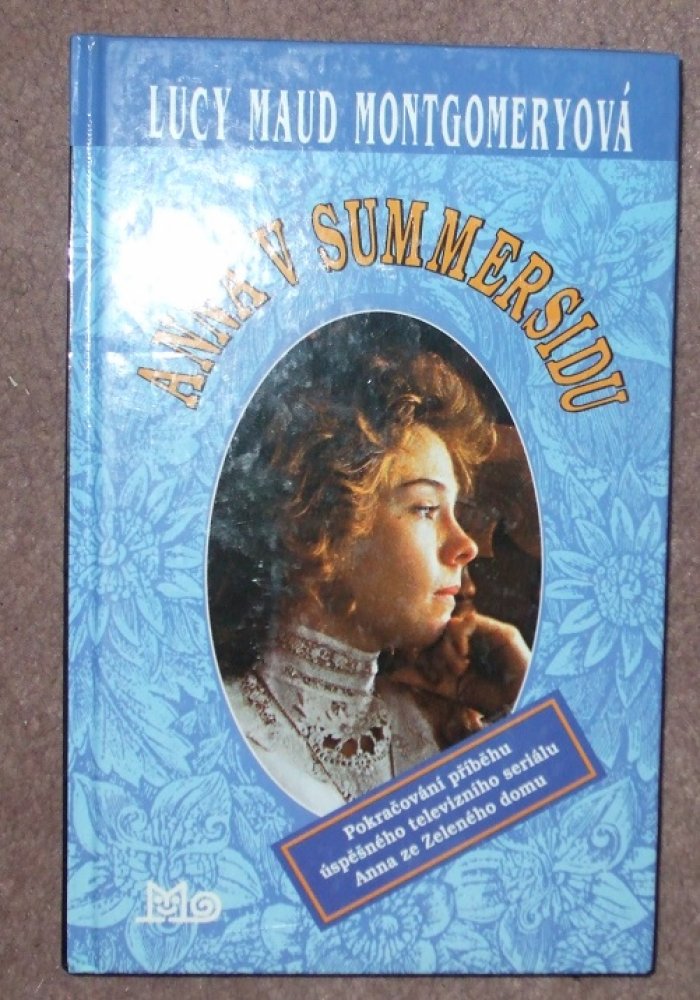 LUCY MAUD MONTGOMERYOVÁ
ANNA V SUMMERSIDU
Pokračování příběhu
úspěšného televizního seriálu
Anna ze Zeleného domu